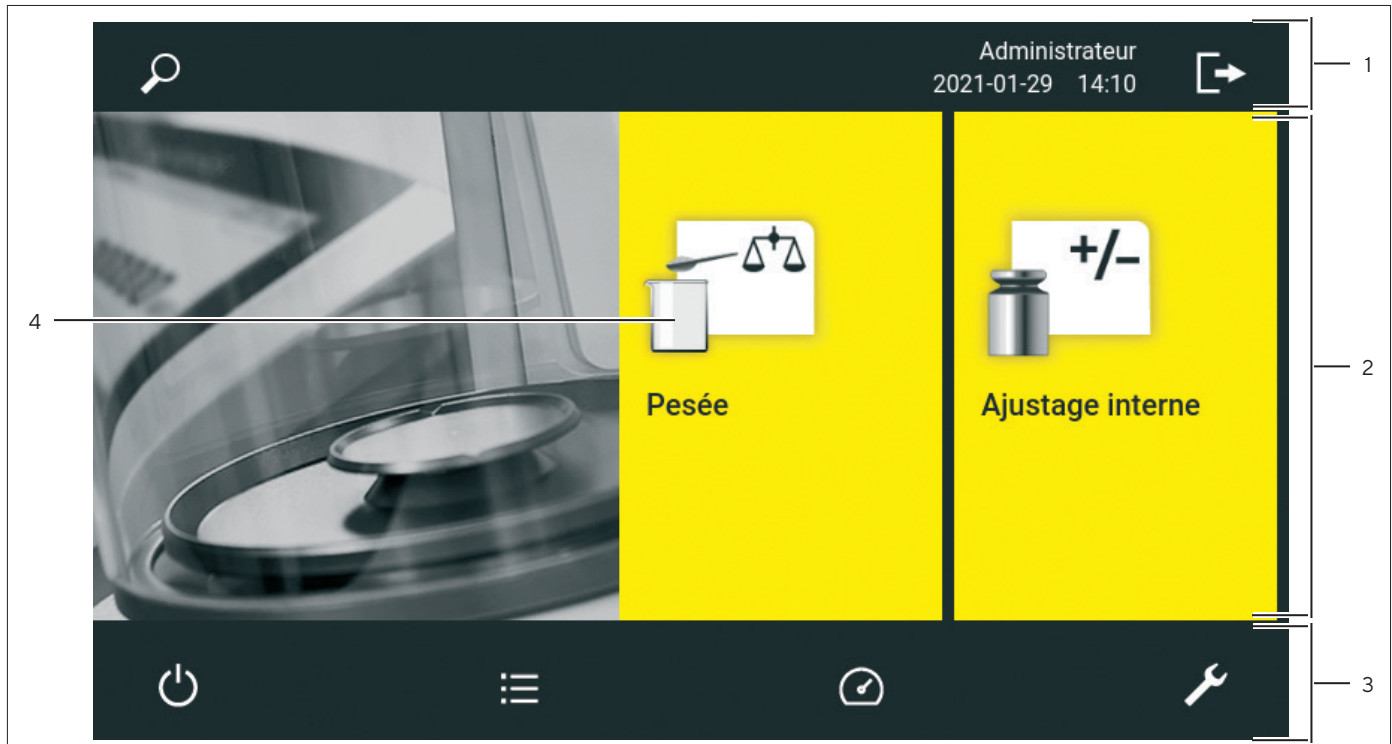 Administrateur
2021-01-29 14:10
1
4
+/−
2
Pesée
Ajustage interne
3